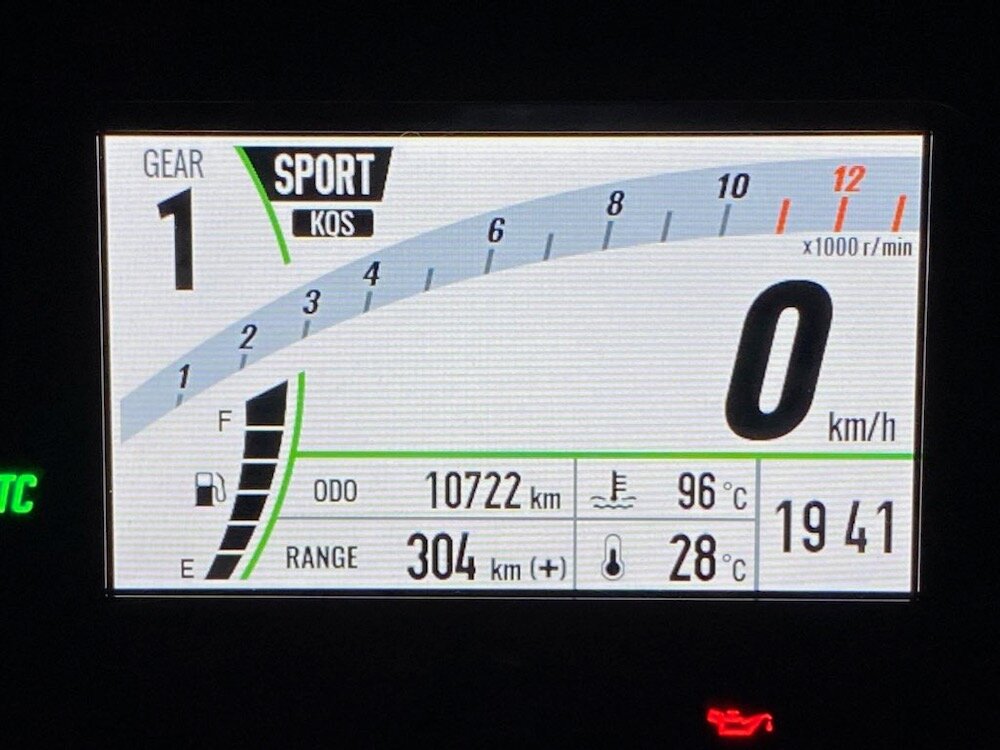 GEAR
1
SPORT
KQS
1 2 3 4 6 8 10 12
x1000 r/min
0 km/h
F
E
ODO 10722 km
RANGE 304 km (+)
96 °C
28 °C
19 41
TC